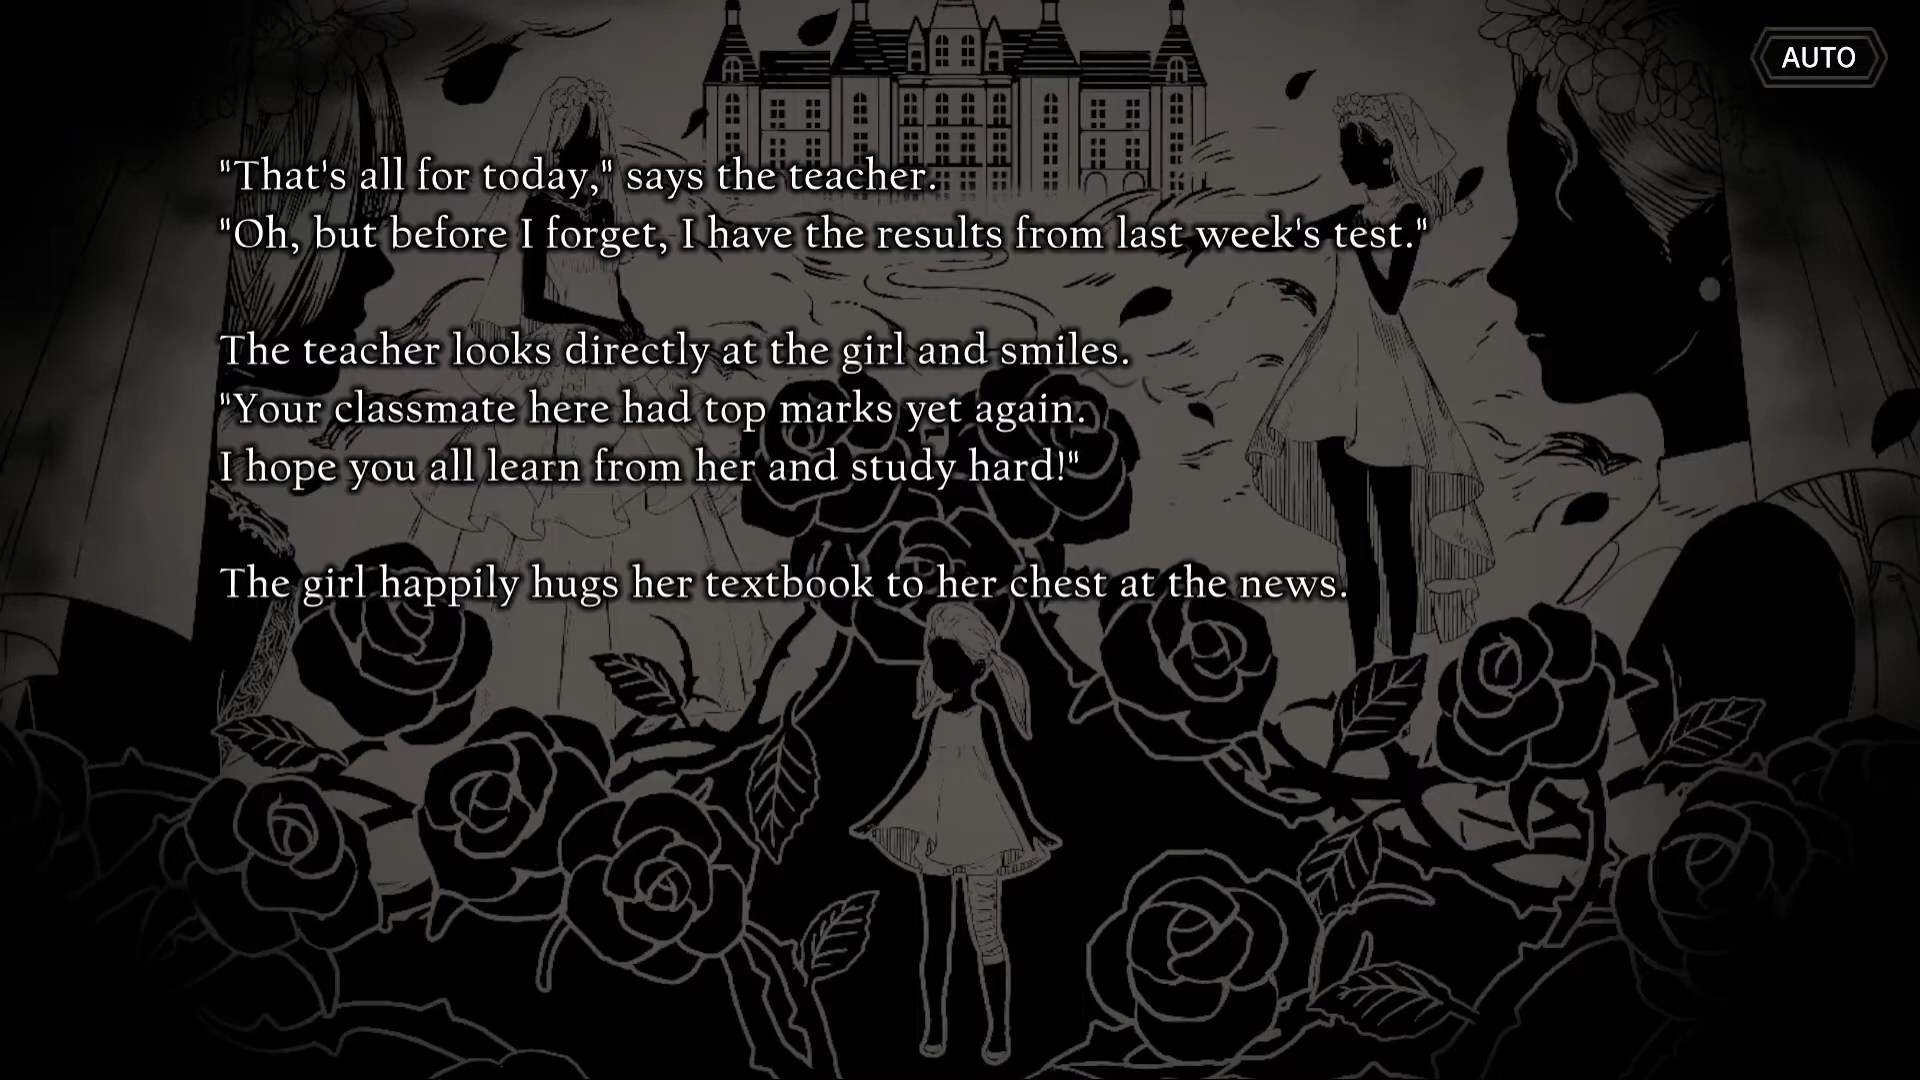 AUTO
"That's all for today," says the teacher.
"Oh, but before I forget, I have the results from last week's test."
The teacher looks directly at the girl and smiles.
"Your classmate here had top marks yet again.
I hope you all learn from her and study hard!"
The girl happily hugs her textbook to her chest at the news.